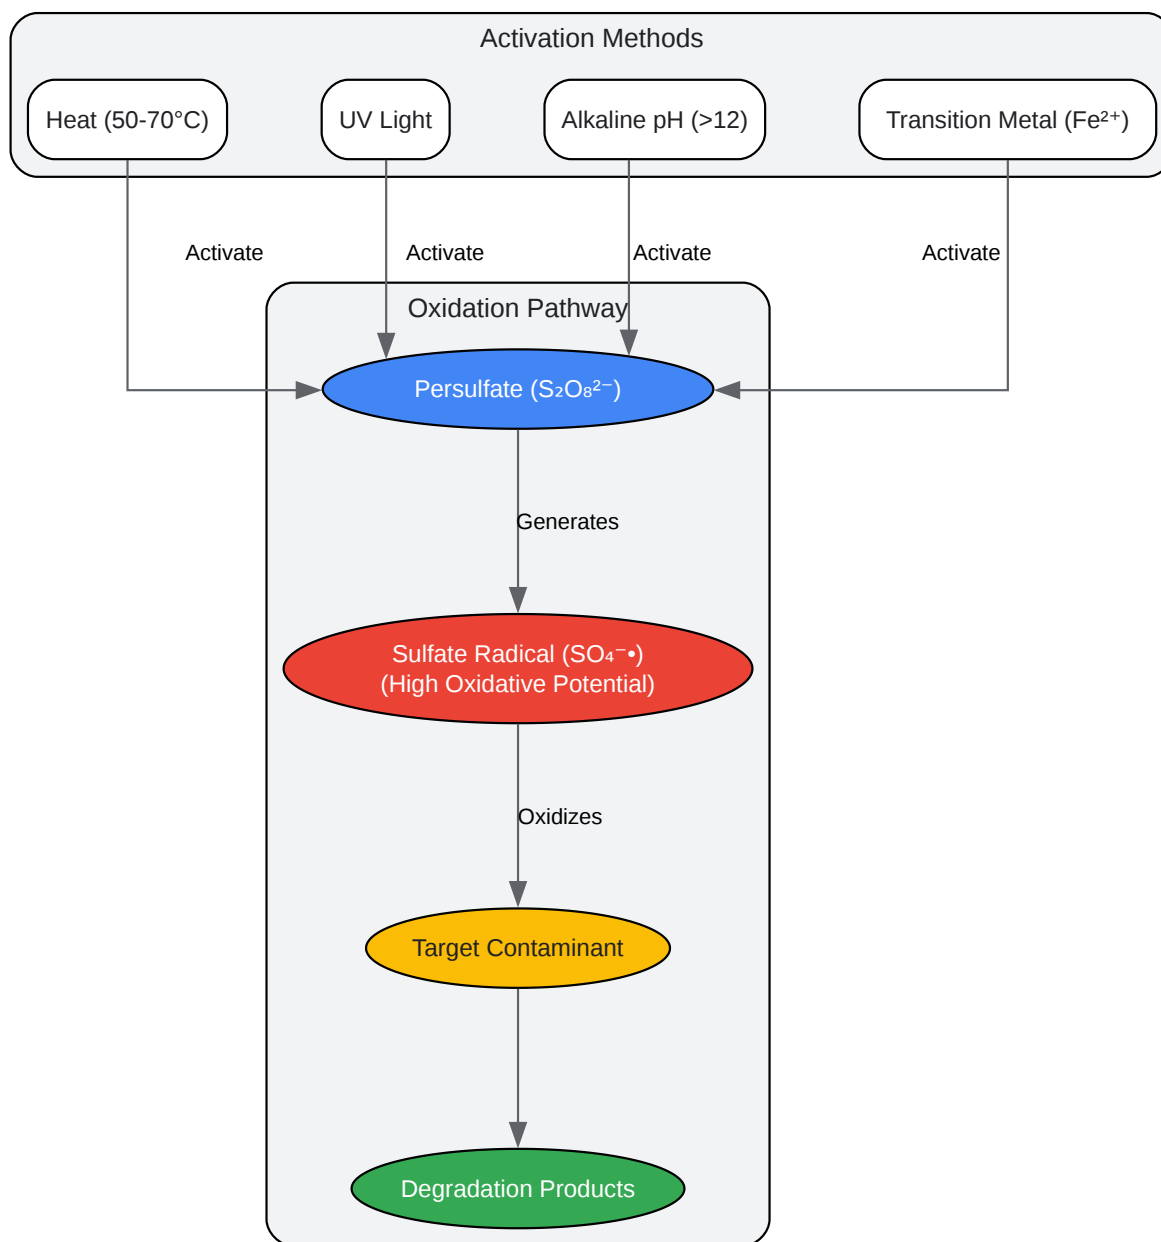 Activation Methods
Heat (50-70°C)
UV Light
Alkaline pH (>12)
Transition Metal (Fe²⁺)
Activate
Activate
Activate
Activate
Oxidation Pathway
Persulfate (S₂O₈²⁻)
Generates
Sulfate Radical (SO₄⁻•)
(High Oxidative Potential)
Oxidizes
Target Contaminant
Degradation Products